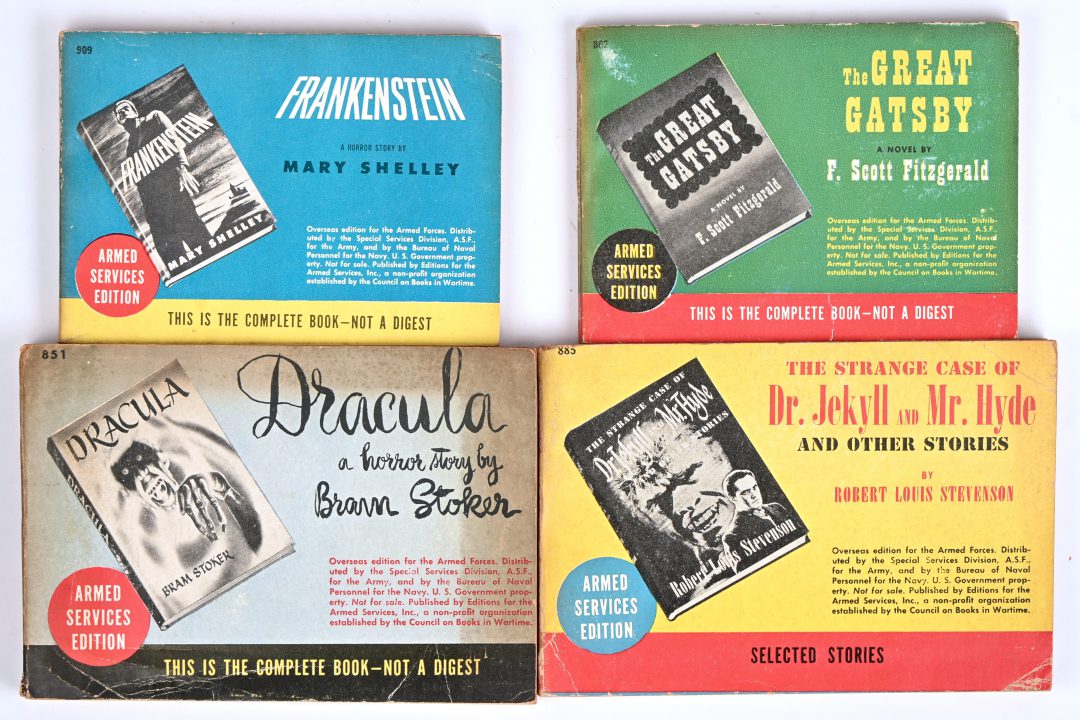 909
FRANKENSTEIN
A HORROR STORY BY
MARY SHELLEY
FRANKENSTEIN
MARY SHELLEY
Overseas edition for the Armed Forces. Distrib-
uted by the Special Services Division, A.S.F.,
for the Army, and by the Bureau of Naval
Personnel for the Navy. U. S. Government prop-
erty. Not for sale. Published by Editions for the
Armed Services, Inc., a non-profit organization
established by the Council on Books in Wartime.
ARMED
SERVICES
EDITION
THIS IS THE COMPLETE BOOK—NOT A DIGEST
862
The GREAT
GATSBY
A NOVEL BY
F. Scott Fitzgerald
The GREAT
GATSBY
A NOVEL BY
F. Scott Fitzgerald
Overseas edition for the Armed Forces. Distrib-
uted by the Special Services Division, A.S.F.,
for the Army, and by the Bureau of Naval
Personnel for the Navy. U. S. Government prop-
erty. Not for sale. Published by Editions for the
Armed Services, Inc., a non-profit organization
established by the Council on Books in Wartime.
ARMED
SERVICES
EDITION
THIS IS THE COMPLETE BOOK—NOT A DIGEST
851
Dracula
a horror story by
Bram Stoker
DRACULA
DRACULA
BRAM STOKER
Overseas edition for the Armed Forces. Distrib-
uted by the Special Services Division, A.S.F.,
for the Army, and by the Bureau of Naval
Personnel for the Navy. U. S. Government prop-
erty. Not for sale. Published by Editions for the
Armed Services, Inc., a non-profit organization
established by the Council on Books in Wartime.
ARMED
SERVICES
EDITION
THIS IS THE COMPLETE BOOK—NOT A DIGEST
885
THE STRANGE CASE OF
Dr. Jekyll AND Mr. Hyde
AND OTHER STORIES
BY
ROBERT LOUIS STEVENSON
THE STRANGE CASE OF
Dr. Jekyll AND Mr. Hyde
STORIES
Robert Louis Stevenson
Overseas edition for the Armed Forces. Distrib-
uted by the Special Services Division, A.S.F.,
for the Army, and by the Bureau of Naval
Personnel for the Navy. U. S. Government prop-
erty. Not for sale. Published by Editions for the
Armed Services, Inc., a non-profit organization
established by the Council on Books in Wartime.
ARMED
SERVICES
EDITION
SELECTED STORIES